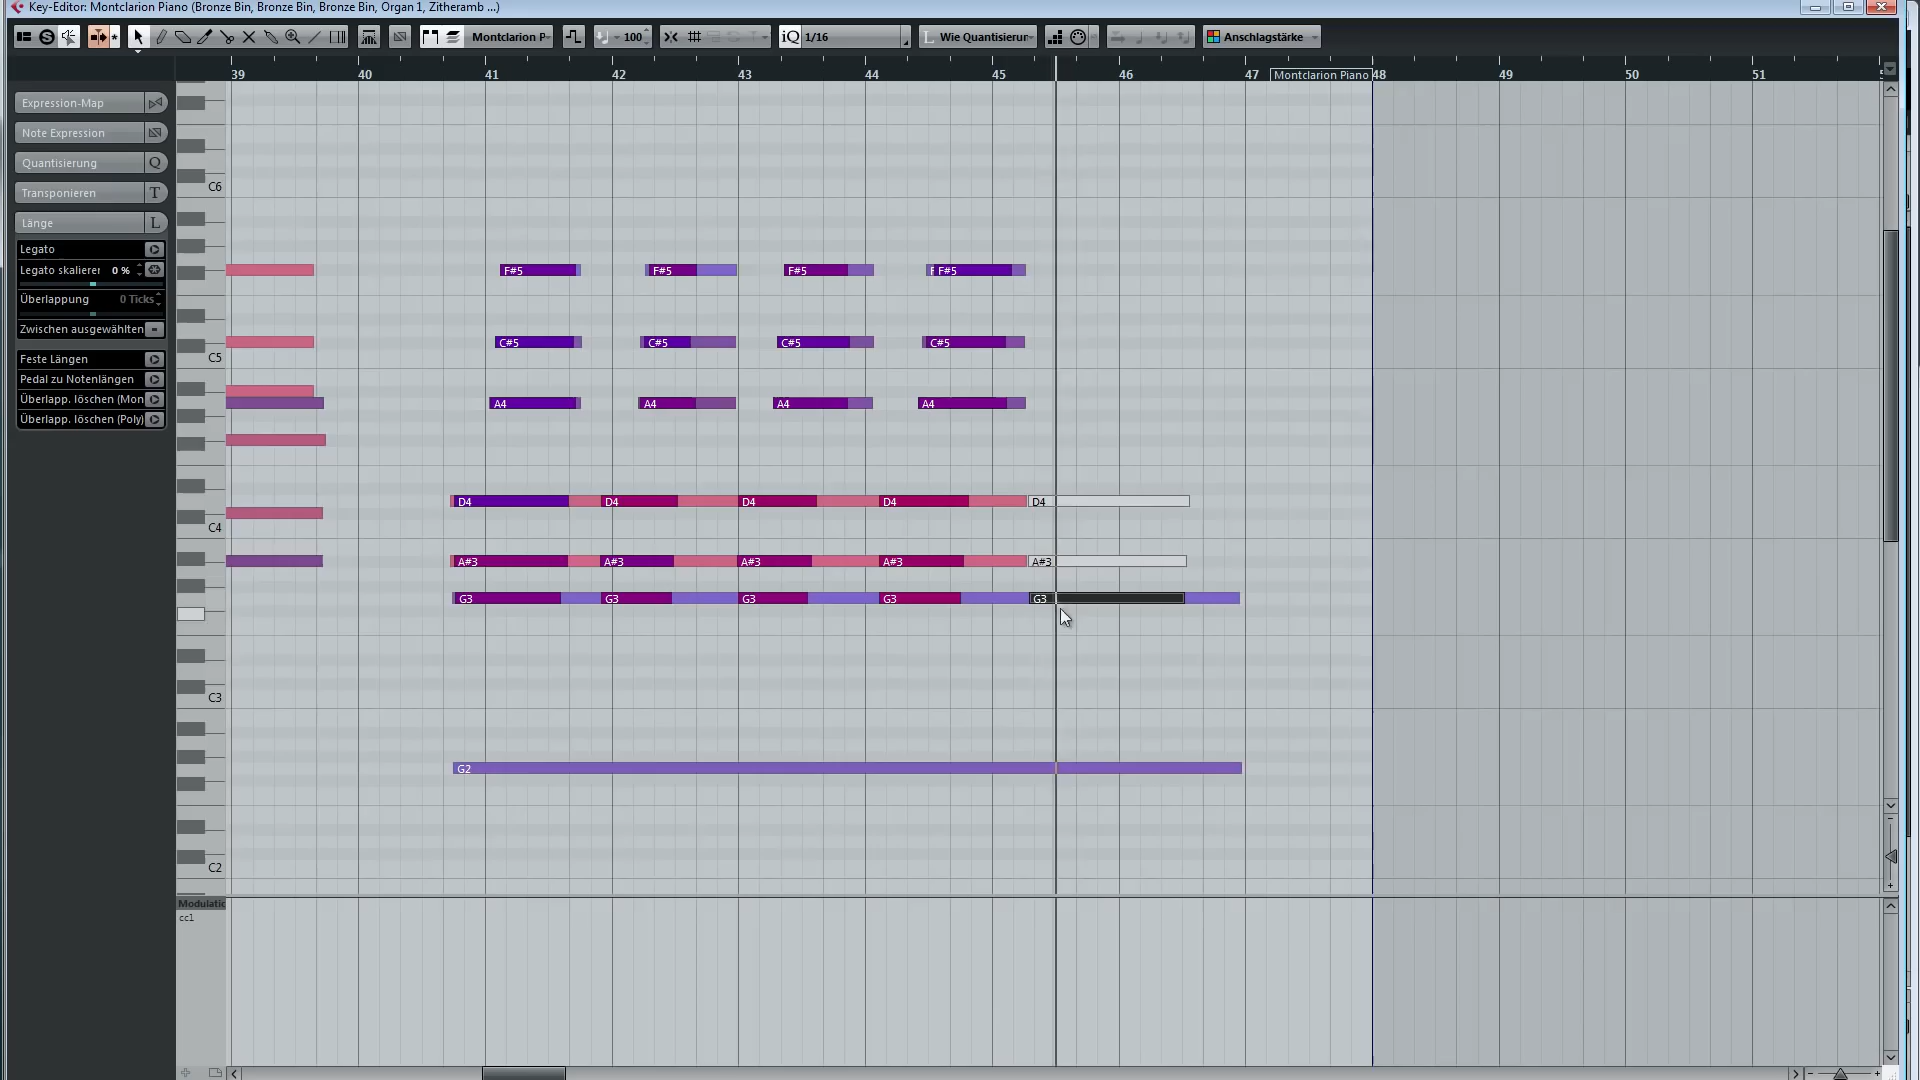 Key-Editor: Montclarion Piano (Bronze Bin, Bronze Bin, Bronze Bin, Organ 1, Zitheramb ...)
Montclarion P
100
iQ 1/16
L Wie Quantisierun
Anschlagstärke
39 40 41 42 43 44 45 46 47 Montclarion Piano 48 49 50 51
Expression-Map
Note Expression
Quantisierung Q
Transponieren T
Länge L
Legato
Legato skalierer 0 %
Überlappung 0 Ticks
Zwischen ausgewählten
Feste Längen
Pedal zu Notenlängen
Überlapp. löschen (Mon
Überlapp. löschen (Poly)
C6
F#5 F#5 F#5 F F#5
C#5 C#5 C#5 C#5
C5
A4 A4 A4 A4
D4 D4 D4 D4 D4
C4
A#3 A#3 A#3 A#3 A#3
G3 G3 G3 G3 G3
C3
G2
C2
Modulatic
cc1